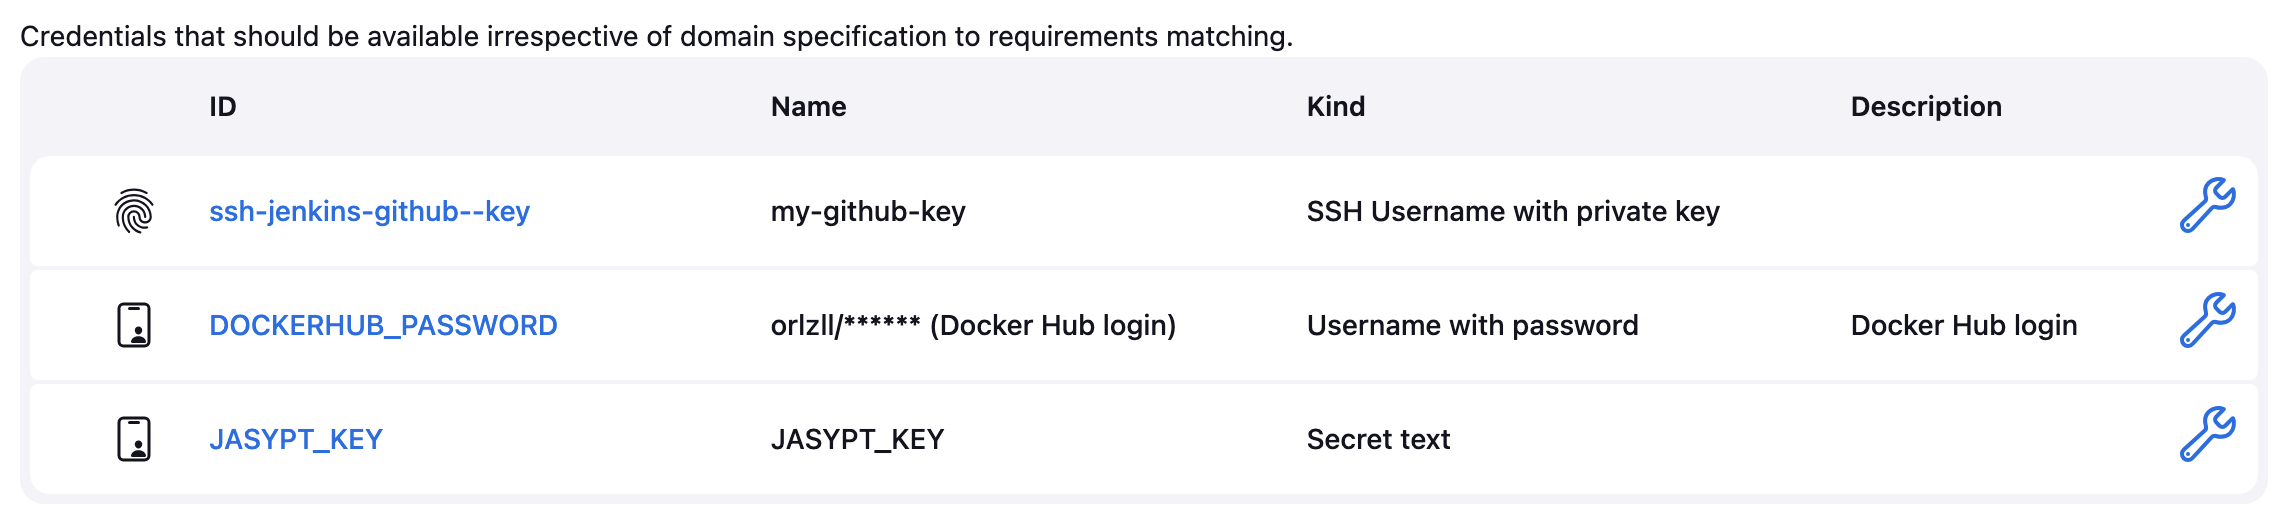 Credentials that should be available irrespective of domain specification to requirements matching.
ID Name Kind Description
ssh-jenkins-github--key my-github-key SSH Username with private key
DOCKERHUB_PASSWORD orlzll/****** (Docker Hub login) Username with password Docker Hub login
JASYPT_KEY JASYPT_KEY Secret text